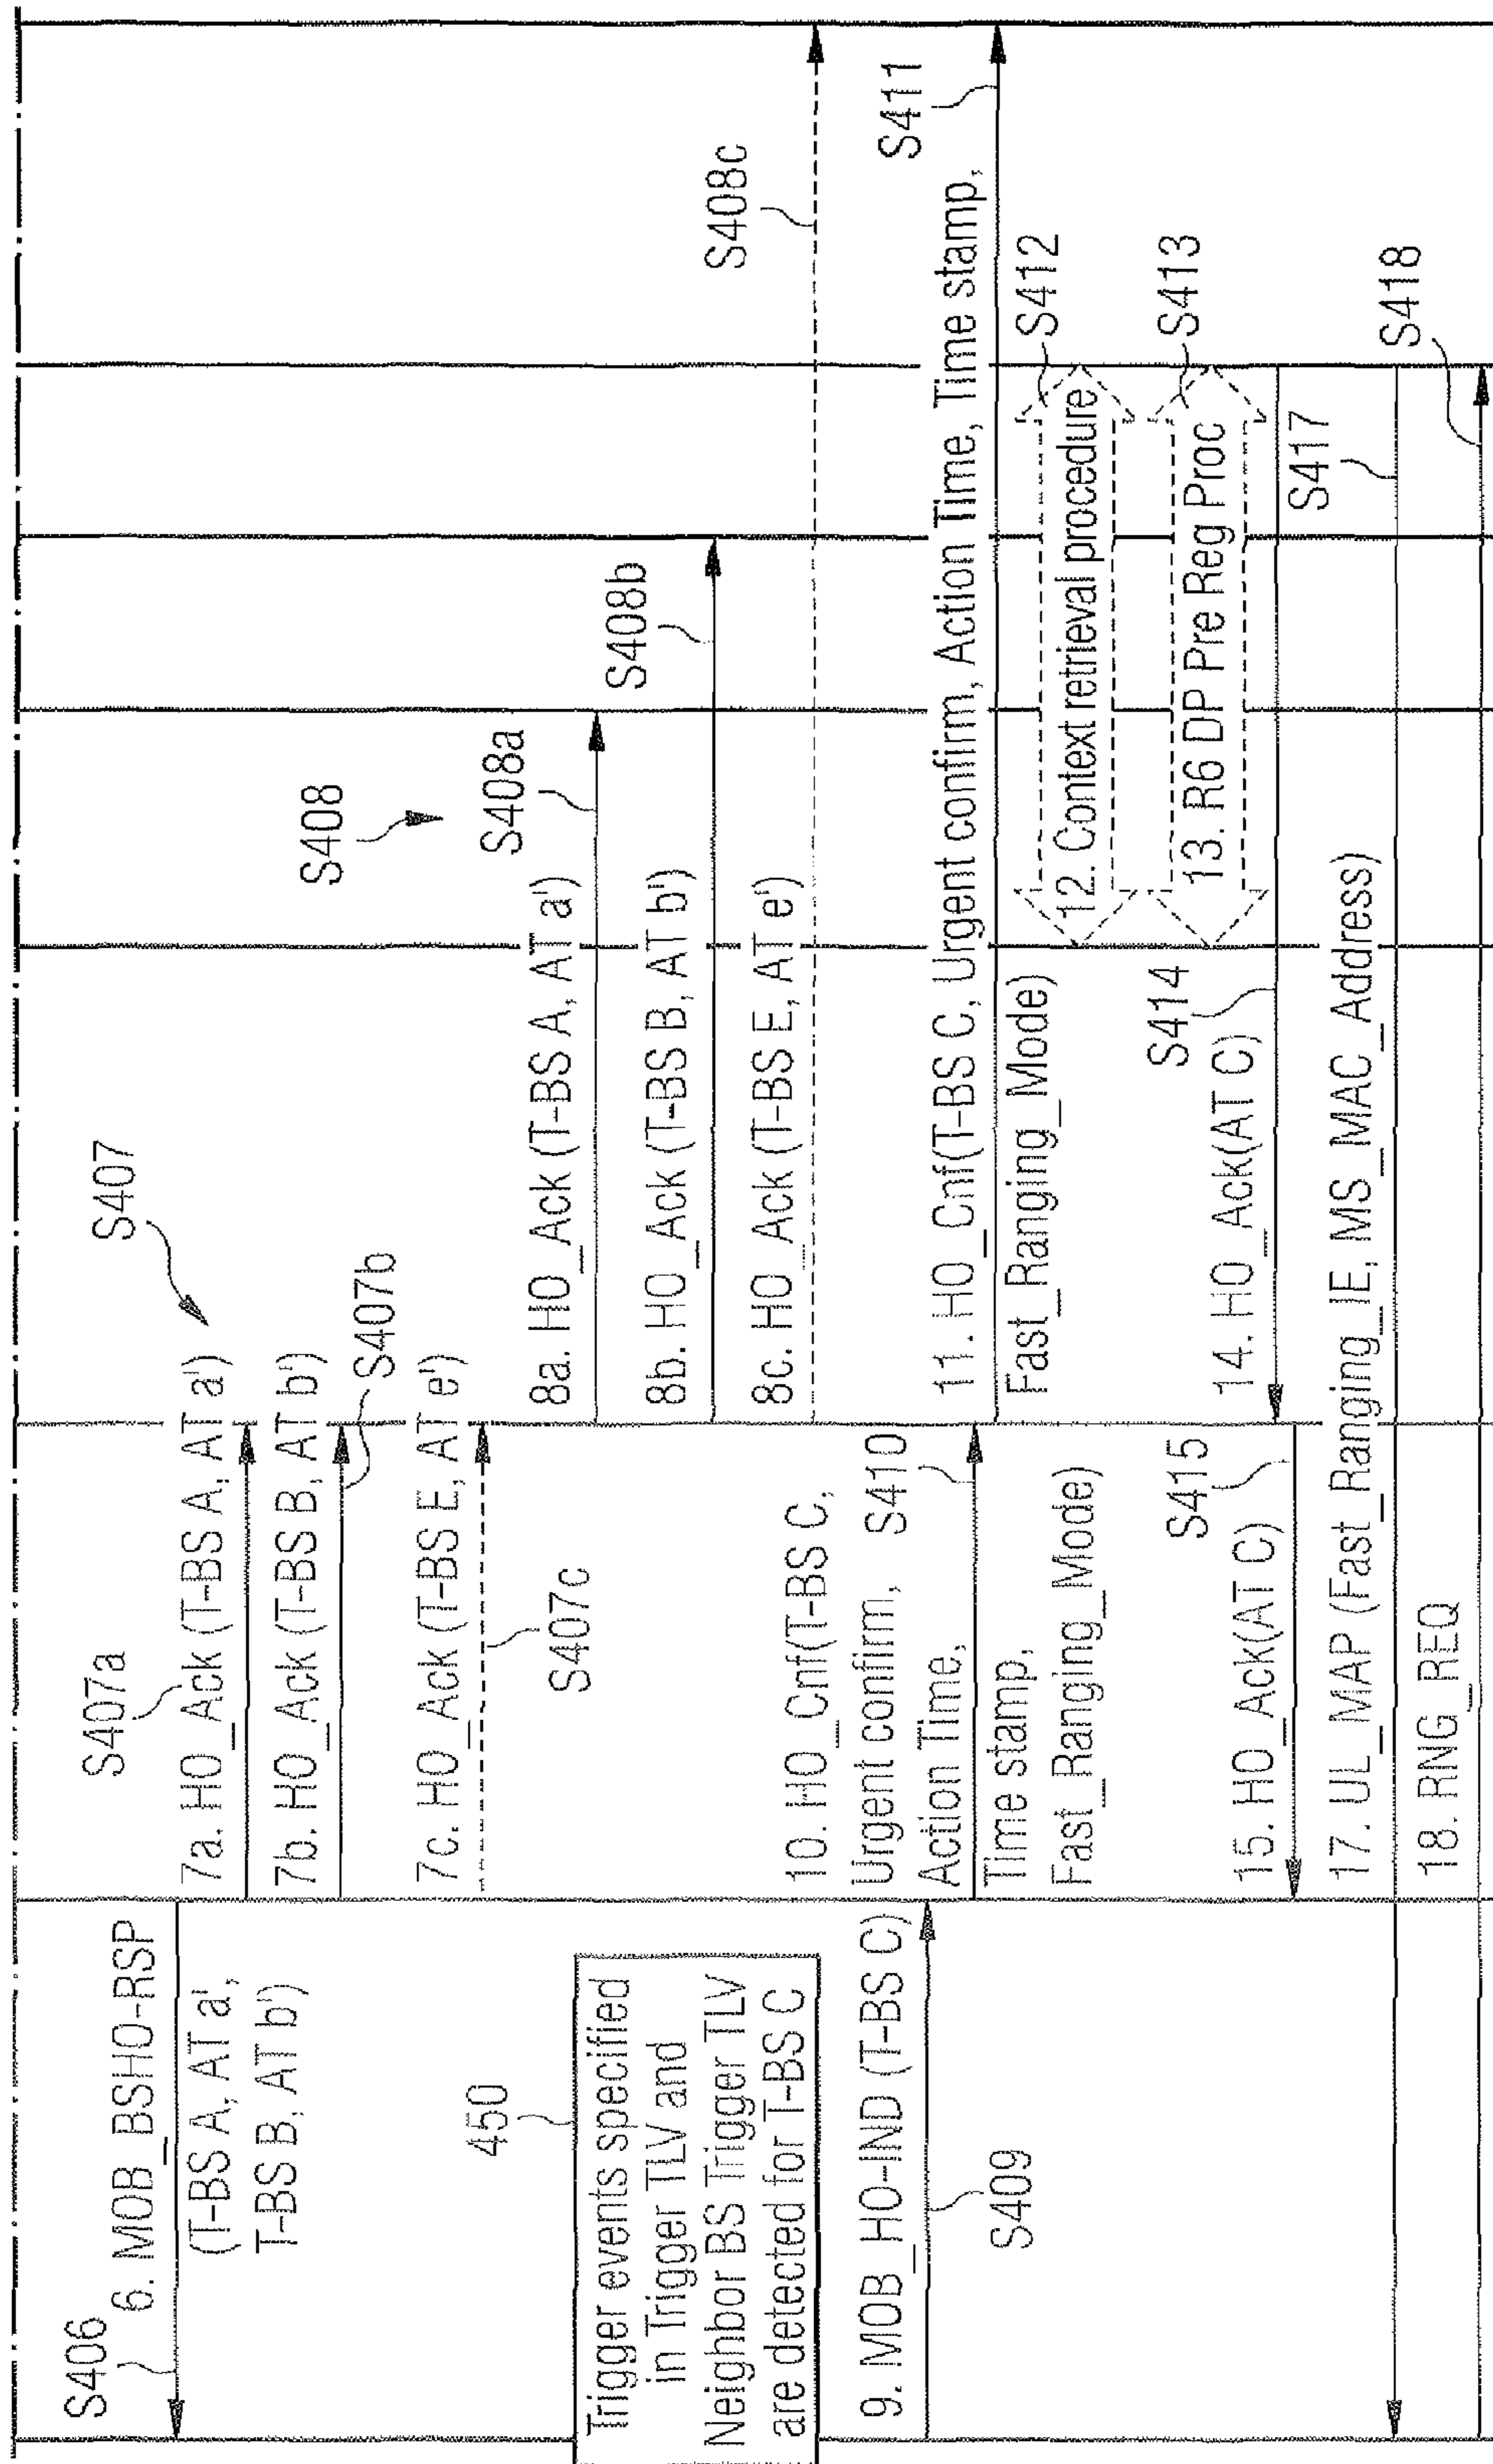 S406
6. MOB_BSHO-RSP
(T-BS A, AT a',
T-BS B, AT b')
S407
S407a
7a. HO_Ack (T-BS A, AT a')
7b. HO_Ack (T-BS B, AT b')
S407b
7c. HO_Ack (T-BS E, AT e')
S407c
S408
8a. HO_Ack (T-BS A, AT a')
S408a
8b. HO_Ack (T-BS B, AT b')
S408b
8c. HO_Ack (T-BS E, AT e')
S408c
450
Trigger events specified
in Trigger TLV and
Neighbor BS Trigger TLV
are detected for T-BS C
9. MOB_HO-IND (T-BS C)
S409
10. HO_Cnf(T-BS C,
Urgent confirm,
Action Time,
Time stamp,
Fast_Ranging_Mode)
S410
11. HO_Cnf(T-BS C, Urgent confirm, Action Time, Time stamp,
Fast_Ranging_Mode)
S411
12. Context retrieval procedure
S412
13. R6 DP Pre Reg Proc
S413
14. HO_Ack(AT C)
S414
15. HO_Ack(AT C)
S415
17. UL_MAP (Fast_Ranging_IE, MS_MAC_Address)
S417
18. RNG_REQ
S418